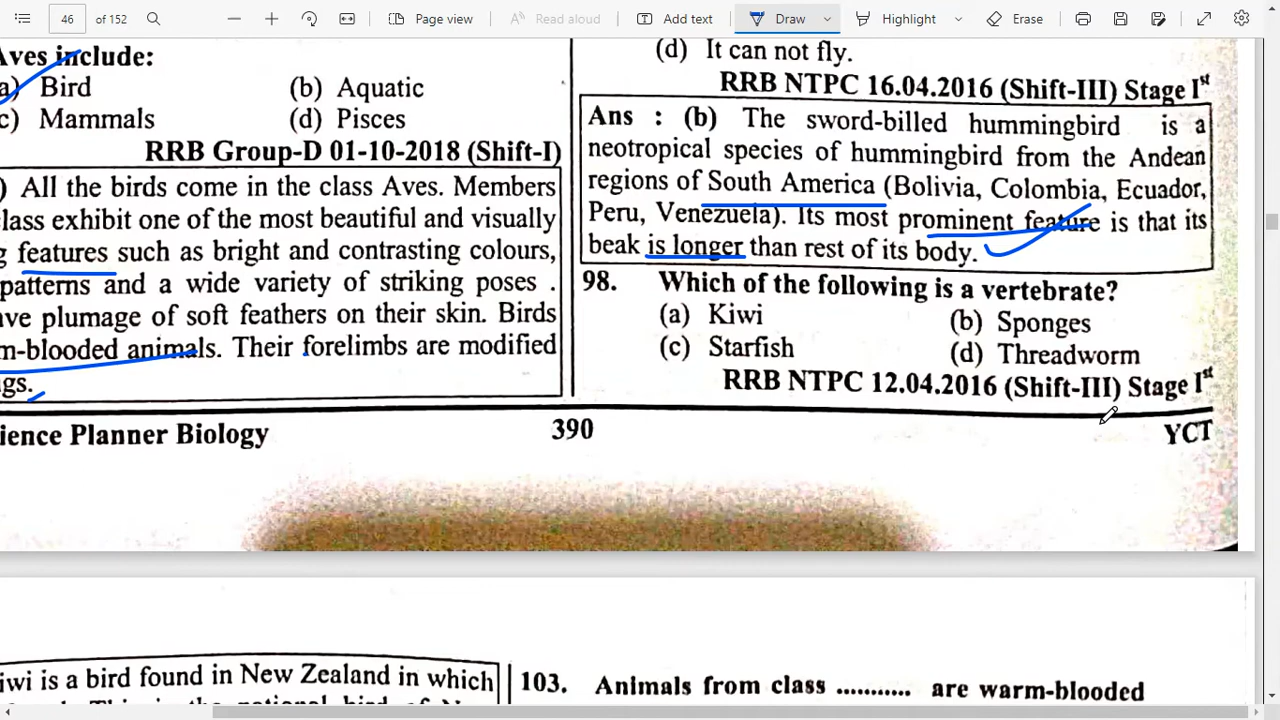 46 of 152 Page view Read aloud Add text Draw Highlight Erase
Aves include:
a) Bird (b) Aquatic
c) Mammals (d) Pisces
RRB Group-D 01-10-2018 (Shift-I)
) All the birds come in the class Aves. Members
class exhibit one of the most beautiful and visually
g features such as bright and contrasting colours,
patterns and a wide variety of striking poses .
ave plumage of soft feathers on their skin. Birds
m-blooded animals. Their forelimbs are modified
gs.
(d) It can not fly.
RRB NTPC 16.04.2016 (Shift-III) Stage Ist
Ans : (b) The sword-billed hummingbird is a
neotropical species of hummingbird from the Andean
regions of South America (Bolivia, Colombia, Ecuador,
Peru, Venezuela). Its most prominent feature is that its
beak is longer than rest of its body.
98. Which of the following is a vertebrate?
(a) Kiwi (b) Sponges
(c) Starfish (d) Threadworm
RRB NTPC 12.04.2016 (Shift-III) Stage Ist
ience Planner Biology 390 YCT
iwi is a bird found in New Zealand in which
103. Animals from class ........... are warm-blooded